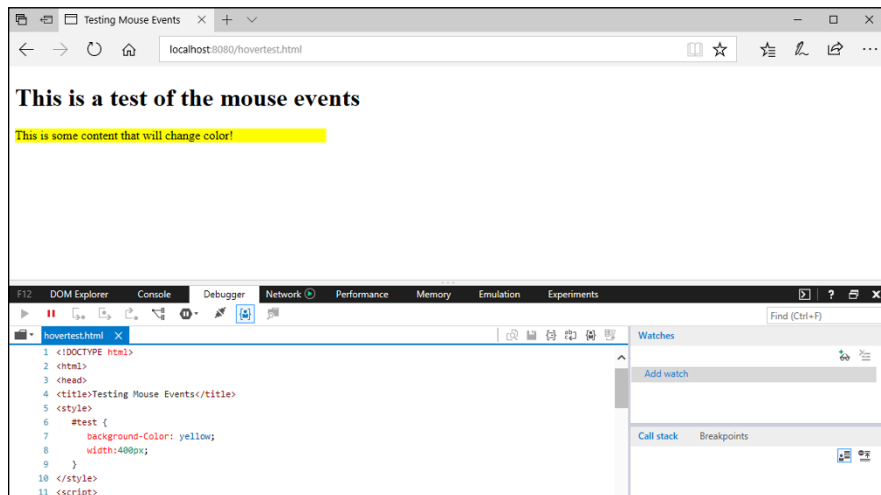 Testing Mouse Events
localhost:8080/hovertest.html
This is a test of the mouse events
This is some content that will change color!
F12 DOM Explorer Console Debugger Network Performance Memory Emulation Experiments ?
Find (Ctrl+F)
hovertest.html
Watches
Add watch
1 <!DOCTYPE html>
2 <html>
3 <head>
4 <title>Testing Mouse Events</title>
5 <style>
6 #test {
7 background-Color: yellow;
8 width:400px;
9 }
10 </style>
11 <script>
Call stack Breakpoints